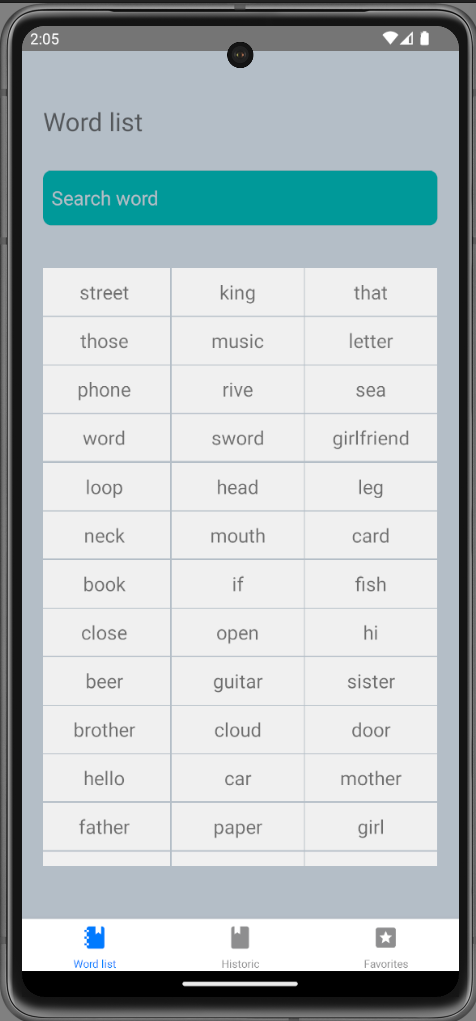 2:05
Word list
Search word
street king that
those music letter
phone rive sea
word sword girlfriend
loop head leg
neck mouth card
book if fish
close open hi
beer guitar sister
brother cloud door
hello car mother
father paper girl
Word list Historic Favorites